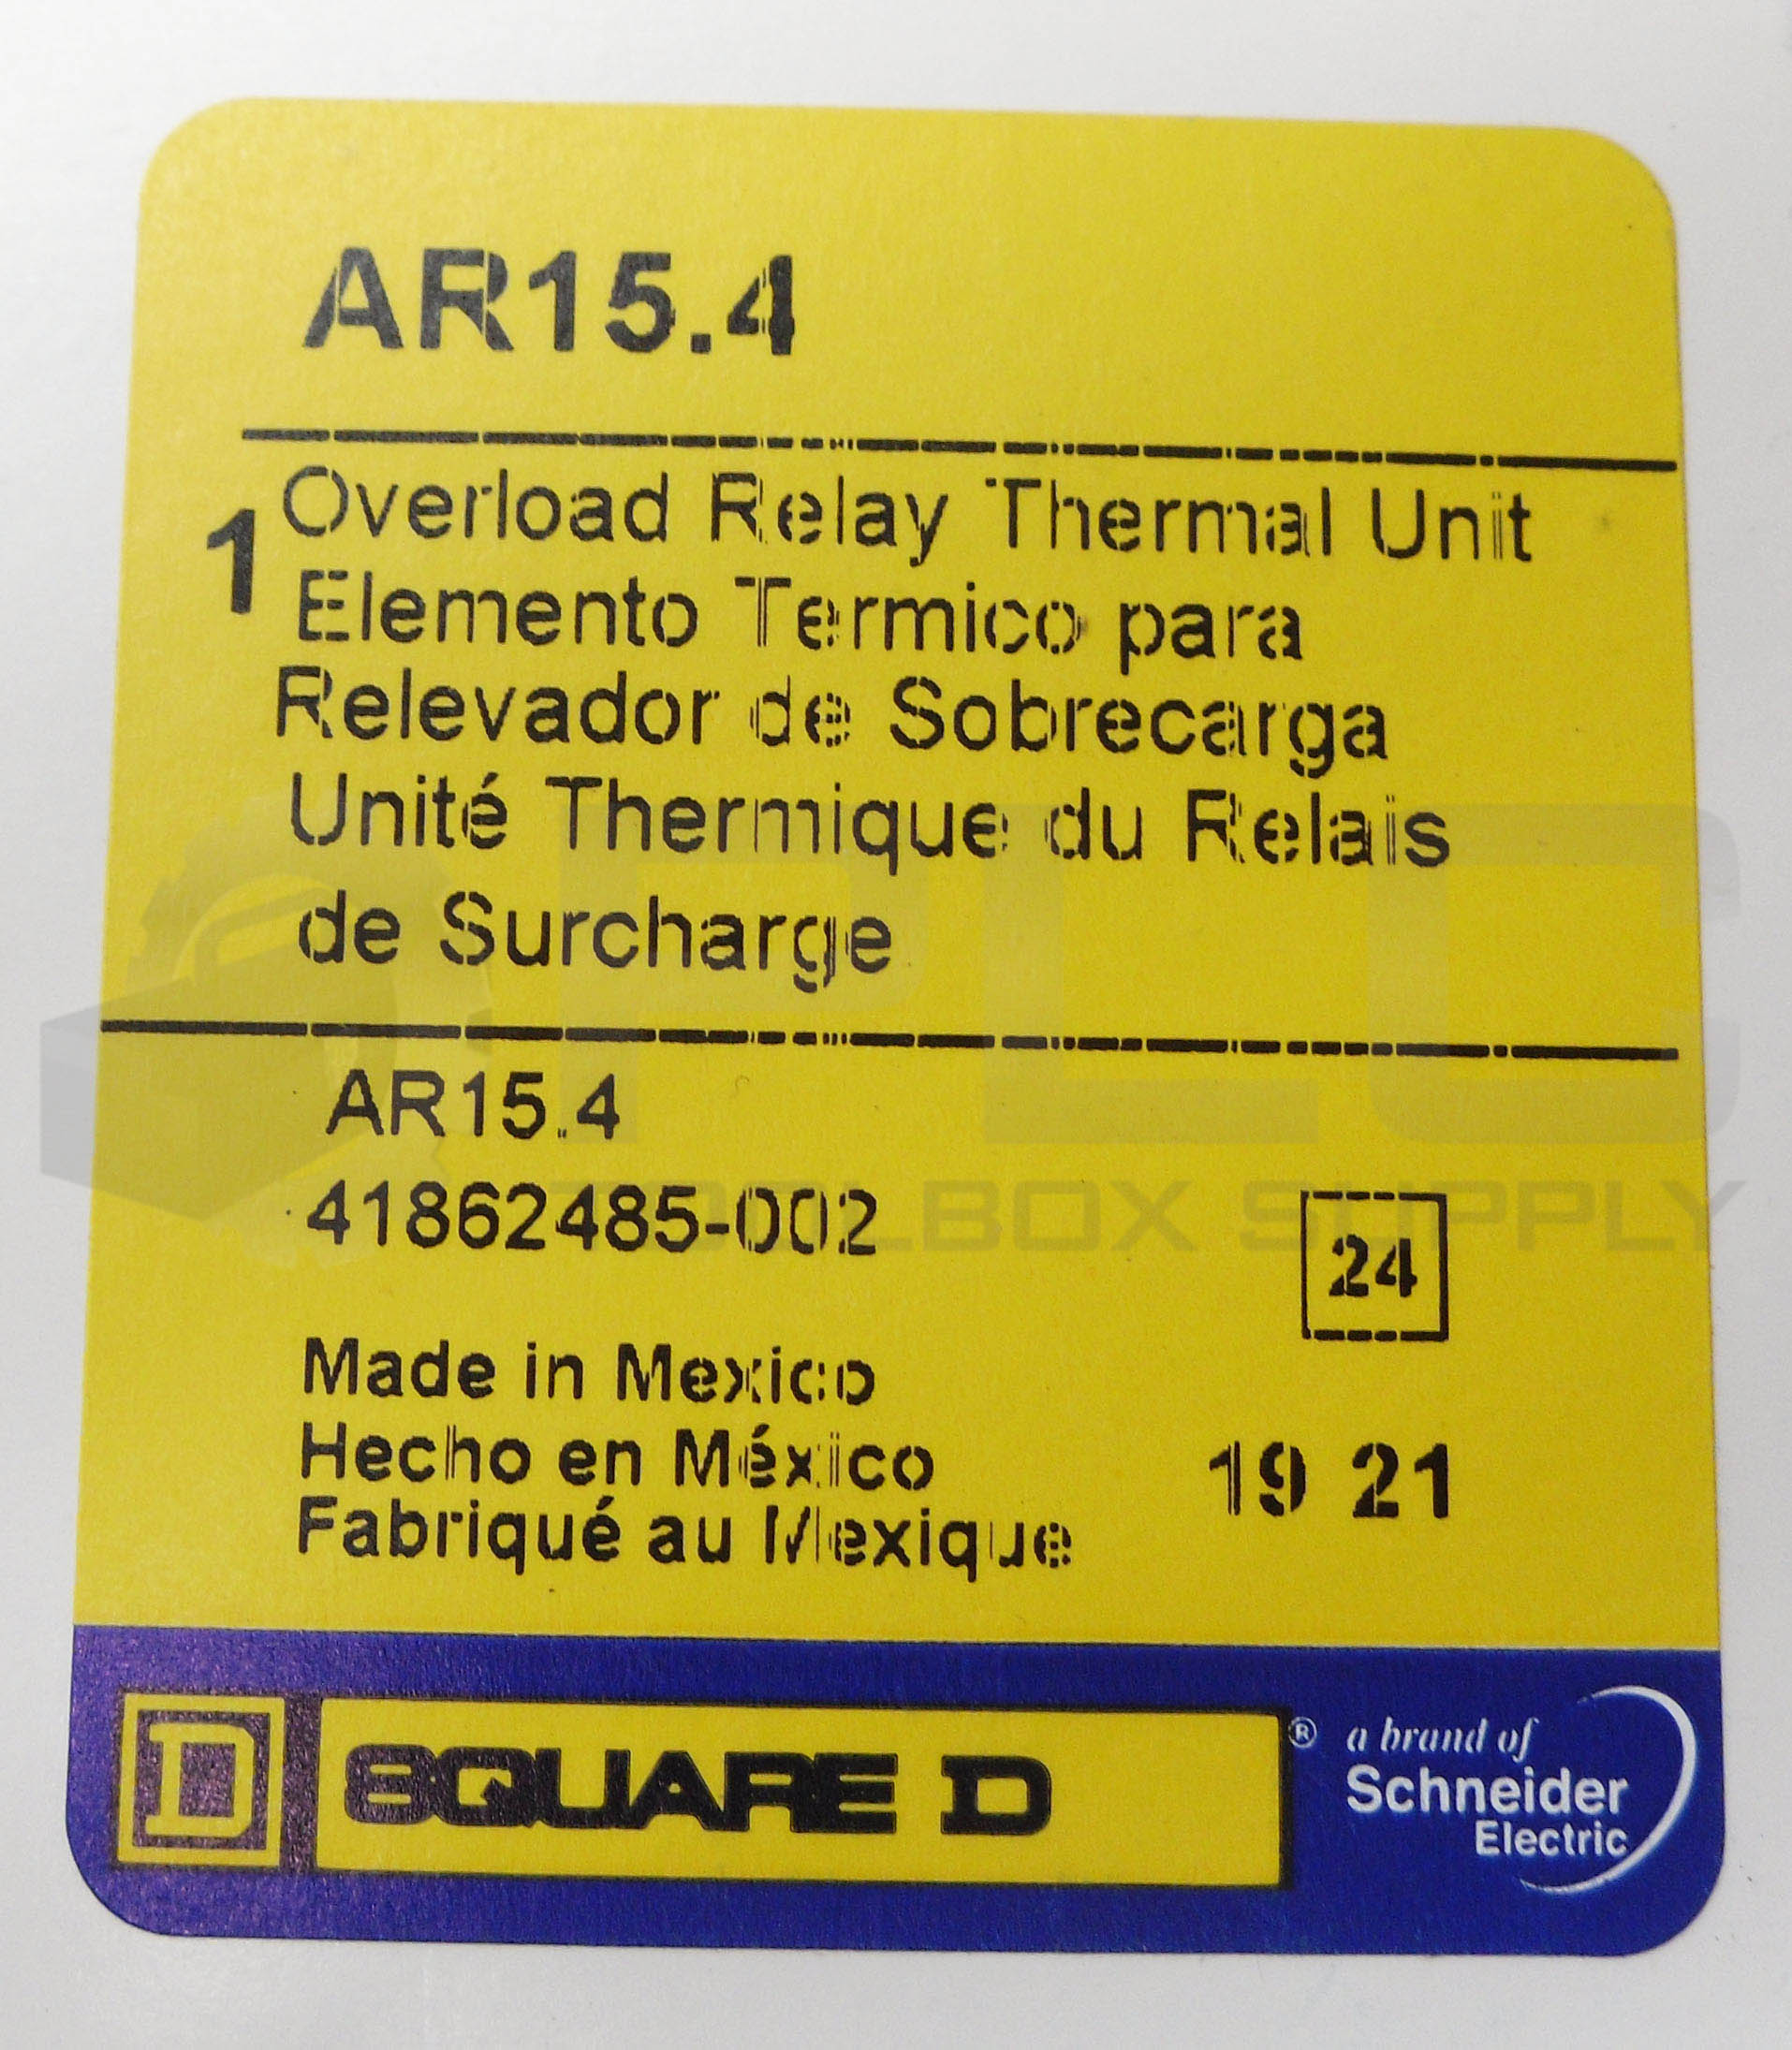 AR15.4
1 Overload Relay Thermal Unit
Elemento Termico para
Relevador de Sobrecarga
Unité Thermique du Relais
de Surcharge
AR15.4
41862485-002
24
Made in Mexico
Hecho en México
Fabriqué au Mexique
19 21
D SQUARE D ®
a brand of
Schneider
Electric
PLC
TOOLBOX SUPPLY